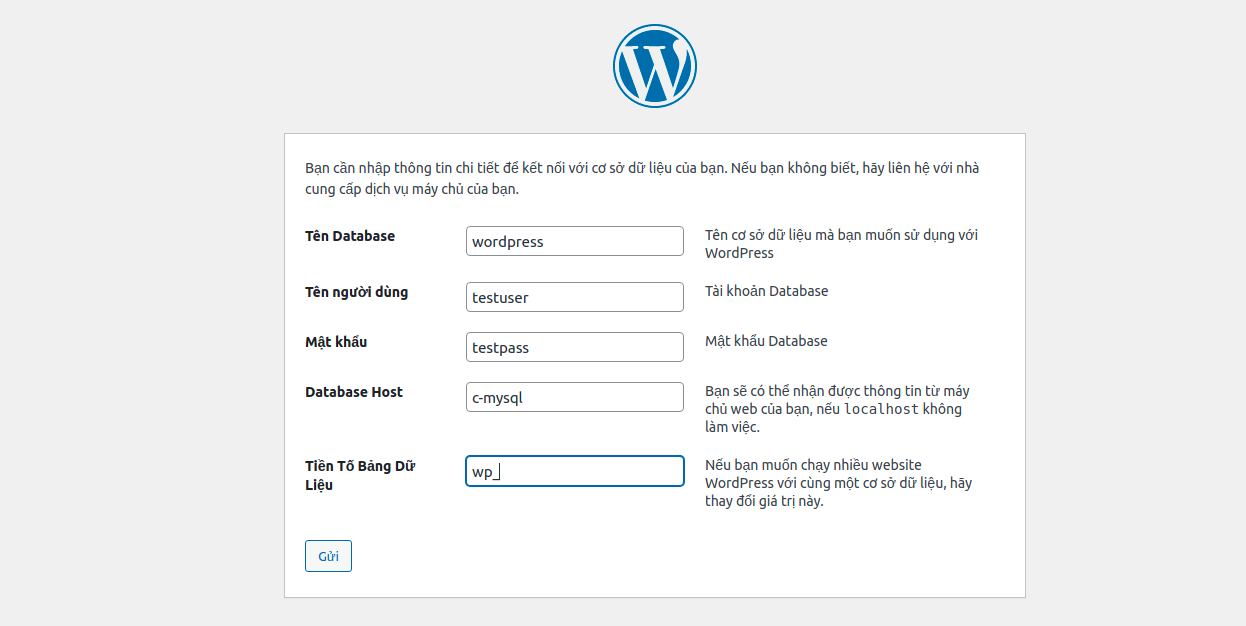 Bạn cần nhập thông tin chi tiết để kết nối với cơ sở dữ liệu của bạn. Nếu bạn không biết, hãy liên hệ với nhà
cung cấp dịch vụ máy chủ của bạn.
Tên Database
wordpress
Tên cơ sở dữ liệu mà bạn muốn sử dụng với
WordPress
Tên người dùng
testuser
Tài khoản Database
Mật khẩu
testpass
Mật khẩu Database
Database Host
c-mysql
Bạn sẽ có thể nhận được thông tin từ máy
chủ web của bạn, nếu localhost không
làm việc.
Tiền Tố Bảng Dữ
Liệu
wp_
Nếu bạn muốn chạy nhiều website
WordPress với cùng một cơ sở dữ liệu, hãy
thay đổi giá trị này.
Gửi